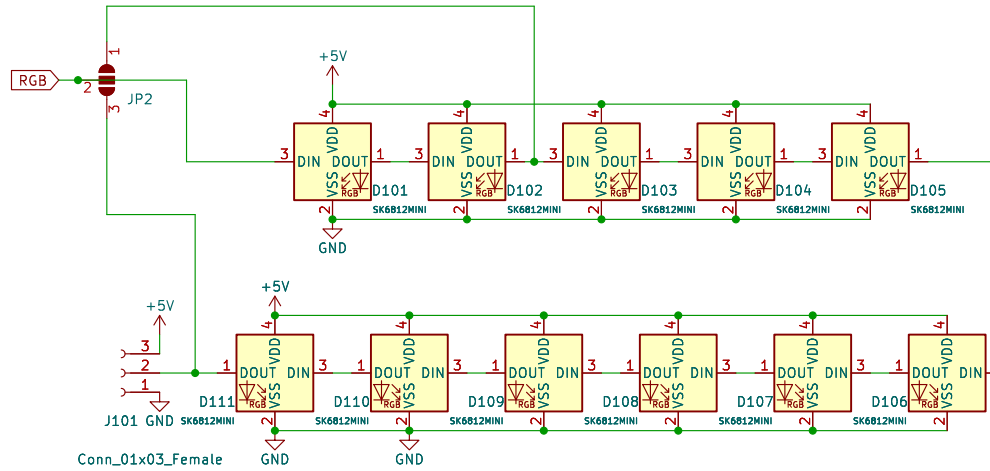 1
RGB
2
JP2
3
+5V
4 4 4 4 4
VDD VDD VDD VDD VDD
3 DIN DOUT 1 3 DIN DOUT 1 3 DIN DOUT 1 3 DIN DOUT 1 3 DIN DOUT 1
VSS VSS VSS VSS VSS
RGB D101 RGB D102 RGB D103 RGB D104 RGB D105
2 SK6812MINI 2 SK6812MINI 2 SK6812MINI 2 SK6812MINI 2 SK6812MINI
GND
+5V +5V
4 4 4 4 4 4
VDD VDD VDD VDD VDD VDD
3
2 1 DOUT DIN 3 1 DOUT DIN 3 1 DOUT DIN 3 1 DOUT DIN 3 1 DOUT DIN 3 1 DOUT DIN
1
VSS VSS VSS VSS VSS VSS
D111 RGB D110 RGB D109 RGB D108 RGB D107 RGB D106 RGB
J101 GND SK6812MINI 2 SK6812MINI 2 SK6812MINI 2 SK6812MINI 2 SK6812MINI 2 SK6812MINI 2
Conn_01x03_Female GND GND